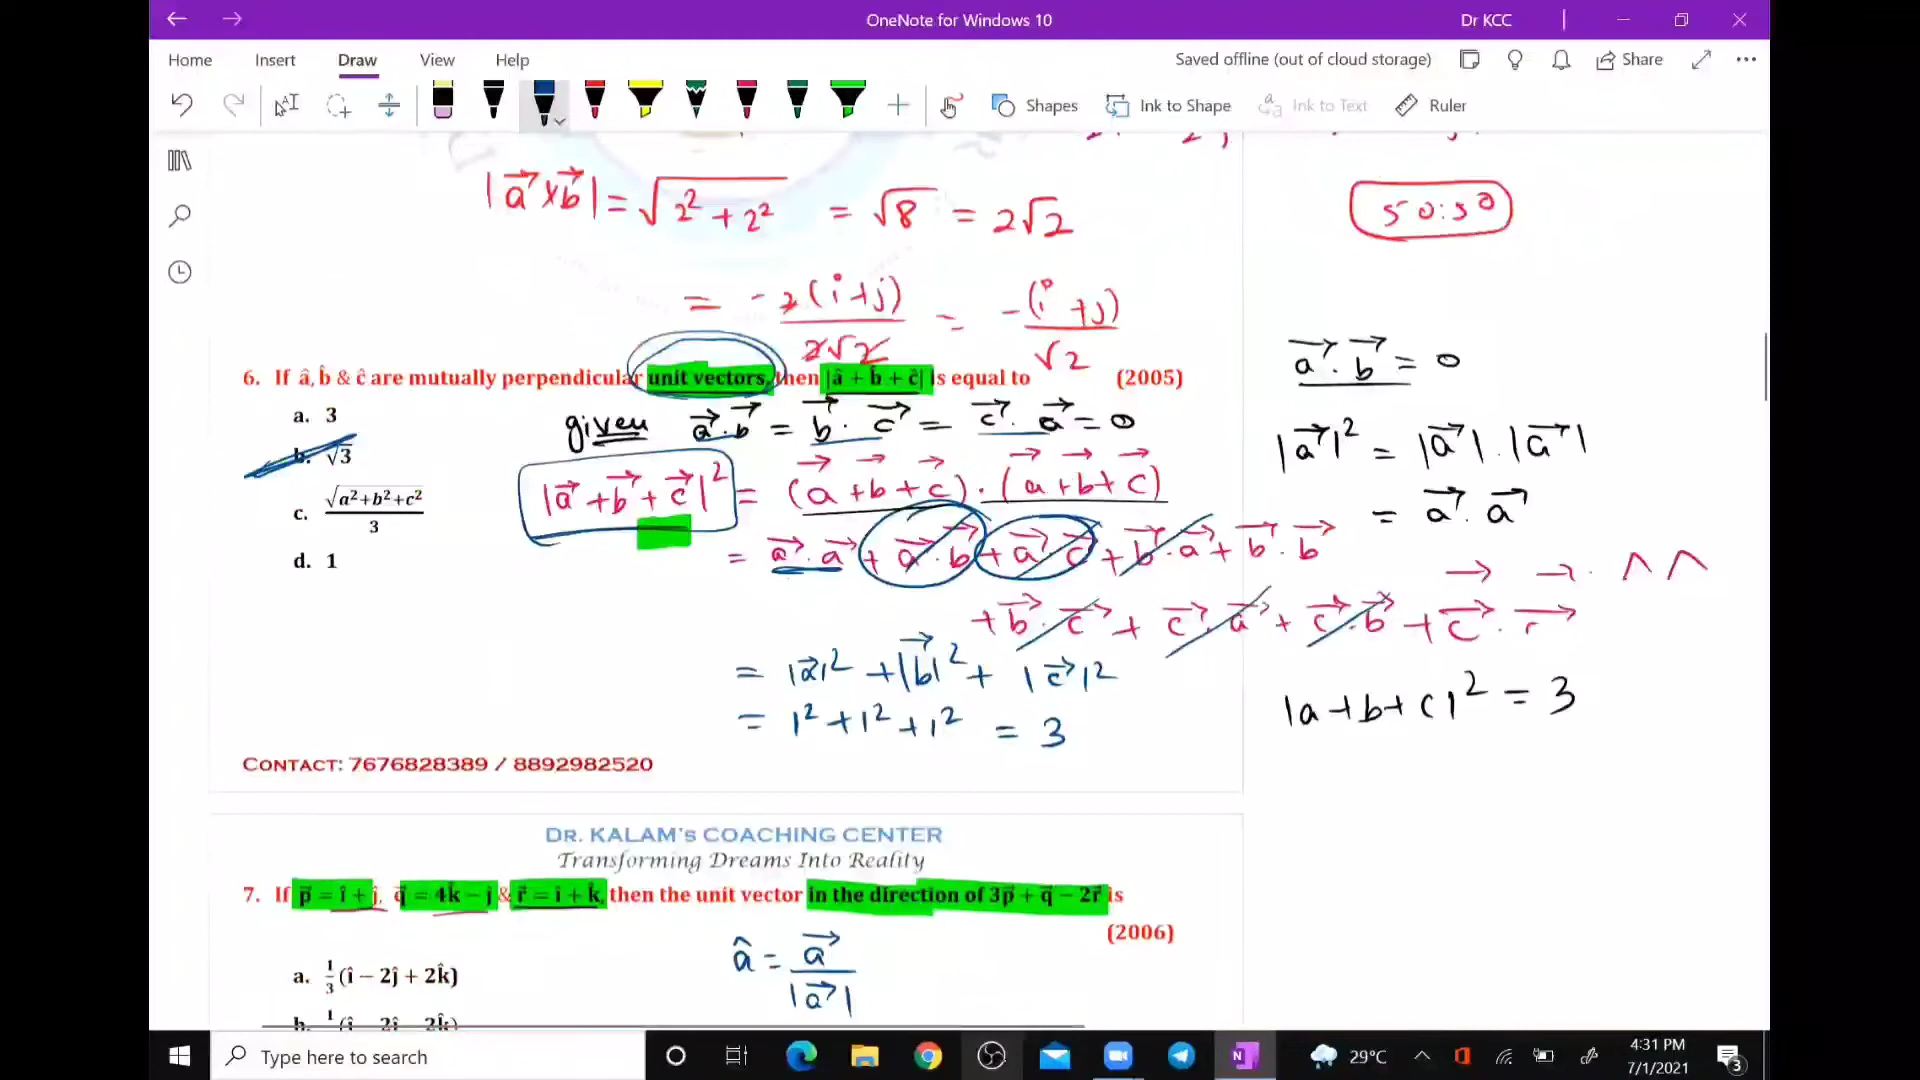 OneNote for Windows 10
Dr KCC
Home Insert Draw View Help
Saved offline (out of cloud storage) Share
Shapes Ink to Shape Ink to Text Ruler
|a⃗ × b⃗| = √(2² + 2²) = √8 = 2√2
50:50
= -2(i+j)/2√2 = -(i+j)/√2
6. If â, b̂ & ĉ are mutually perpendicular unit vectors, then |â + b̂ + ĉ| is equal to (2005)
a. 3
b. √3
c. √a²+b²+c² / 3
d. 1
given a⃗.b⃗ = b⃗.c⃗ = c⃗.a⃗ = 0
|a⃗ + b⃗ + c⃗|² = (a⃗+b⃗+c⃗).(a⃗+b⃗+c⃗)
= a⃗.a⃗ + a⃗.b⃗ + a⃗.c⃗ + b⃗.a⃗ + b⃗.b⃗
+ b⃗.c⃗ + c⃗.a⃗ + c⃗.b⃗ + c⃗.
= |a⃗|² + |b⃗|² + |c⃗|²
= 1² + 1² + 1² = 3
a⃗.b⃗ = 0
|a⃗|² = |a⃗|.|a⃗|
= a⃗.a⃗
|a+b+c|² = 3
CONTACT: 7676828389 / 8892982520
DR. KALAM's COACHING CENTER
Transforming Dreams Into Reality
7. If p⃗ = î + ĵ, q⃗ = 4k̂ − ĵ & r⃗ = î + k̂, then the unit vector in the direction of 3p⃗ + q⃗ − 2r⃗ is
(2006)
a. 1/3 (î − 2ĵ + 2k̂)
â = a⃗/|a⃗|
Type here to search
29°C
4:31 PM
7/1/2021
3